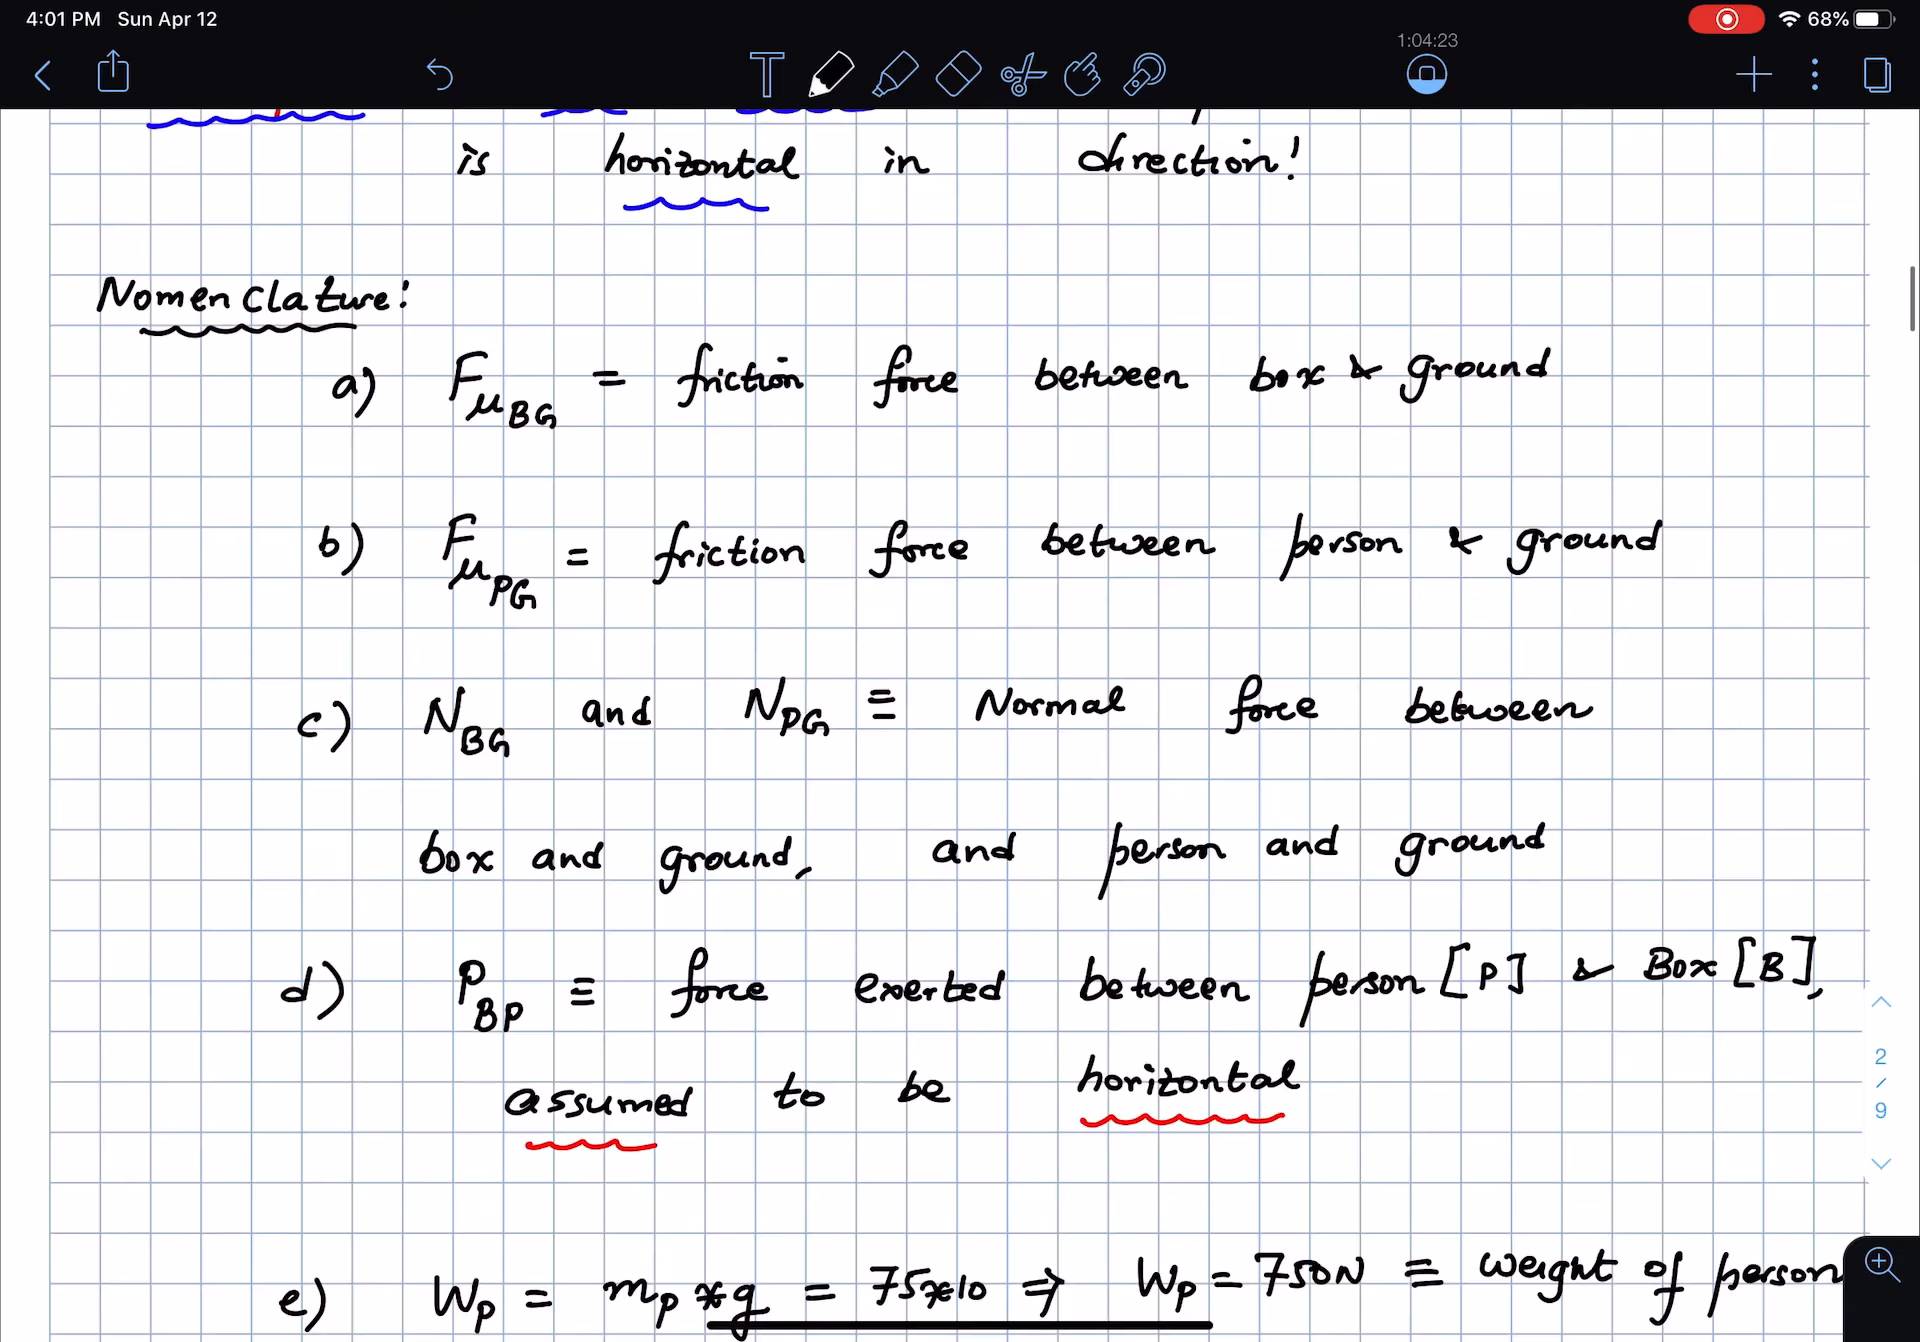 4:01 PM Sun Apr 12 68%
1:04:23
is horizontal in direction!
Nomenclature:
a) FμBG = friction force between box & ground
b) FμPG = friction force between person & ground
c) NBG and NPG ≡ Normal force between
box and ground, and person and ground
d) PBP ≡ force exerted between person [P] & Box [B],
assumed to be horizontal
2
/
9
e) Wp = mp * g = 75x10 ⇒ Wp = 750N ≡ weight of person